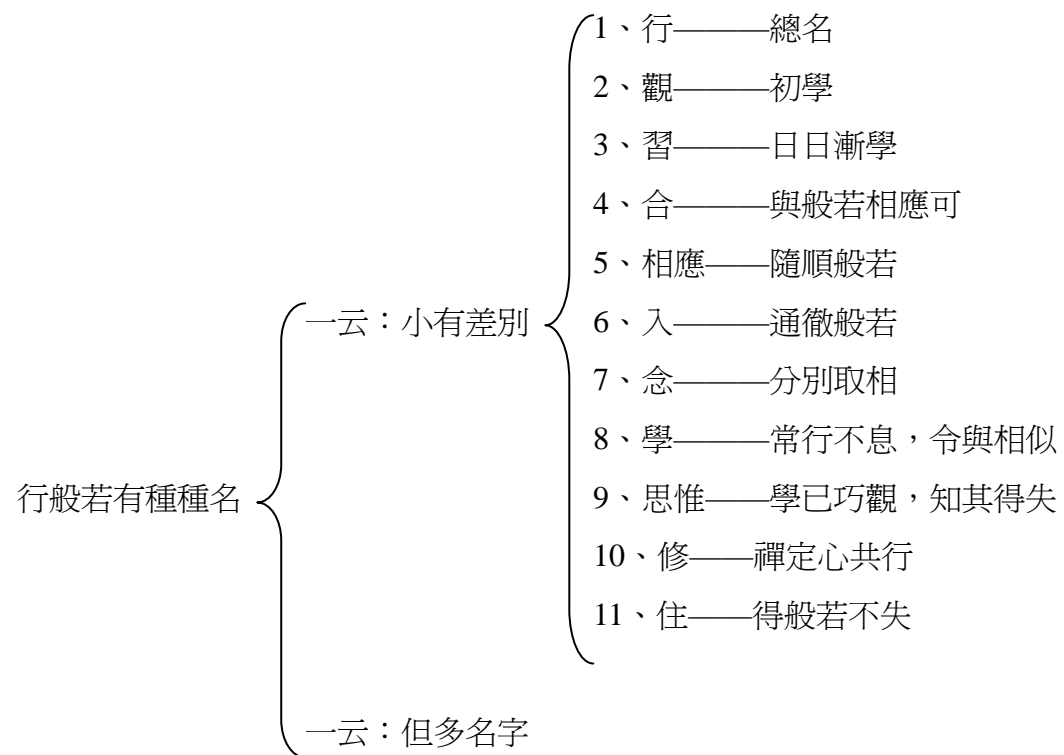 行般若有種種名
一云：小有差別
1、行———總名
2、觀———初學
3、習———日日漸學
4、合———與般若相應可
5、相應——隨順般若
6、入———通徹般若
7、念———分別取相
8、學———常行不息，令與相似
9、思惟——學已巧觀，知其得失
10、修——禪定心共行
11、住——得般若不失
一云：但多名字